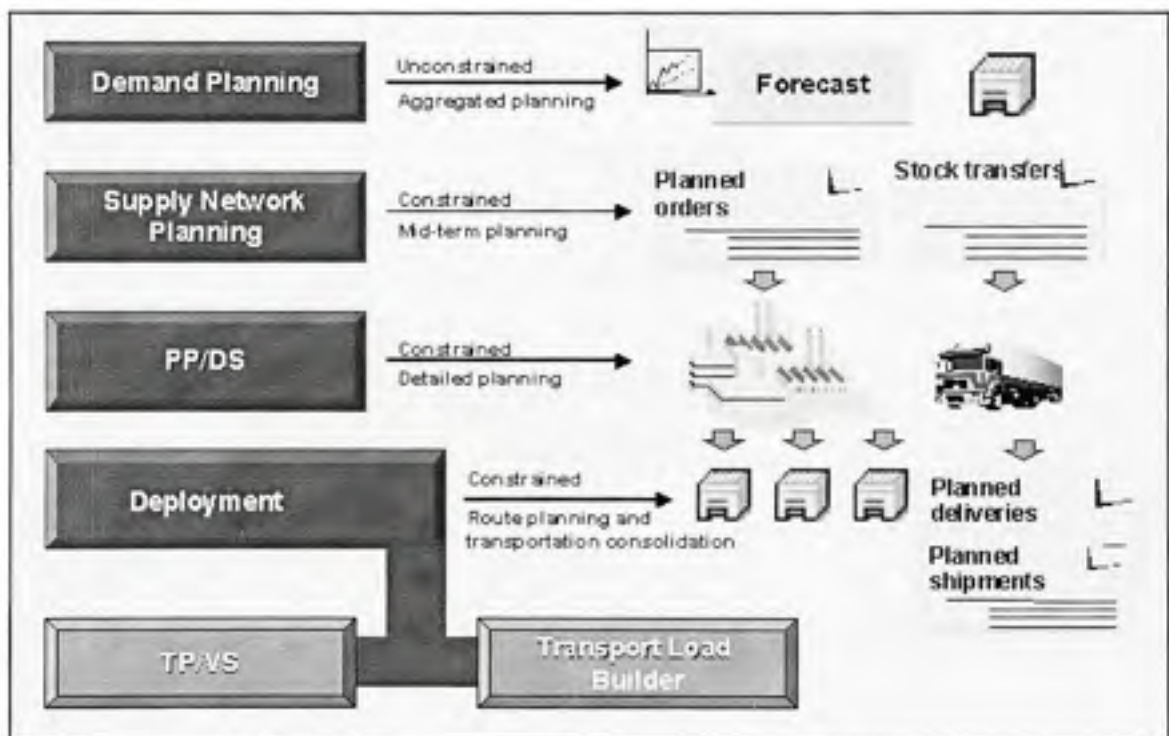 Demand Planning
Unconstrained
Aggregated planning
Forecast
Supply Network
Planning
Constrained
Mid-term planning
Planned
orders
Stock transfers
PP/DS
Constrained
Detailed planning
Deployment
Constrained
Route planning and
transportation consolidation
Planned
deliveries
Planned
shipments
TP/VS
Transport Load
Builder